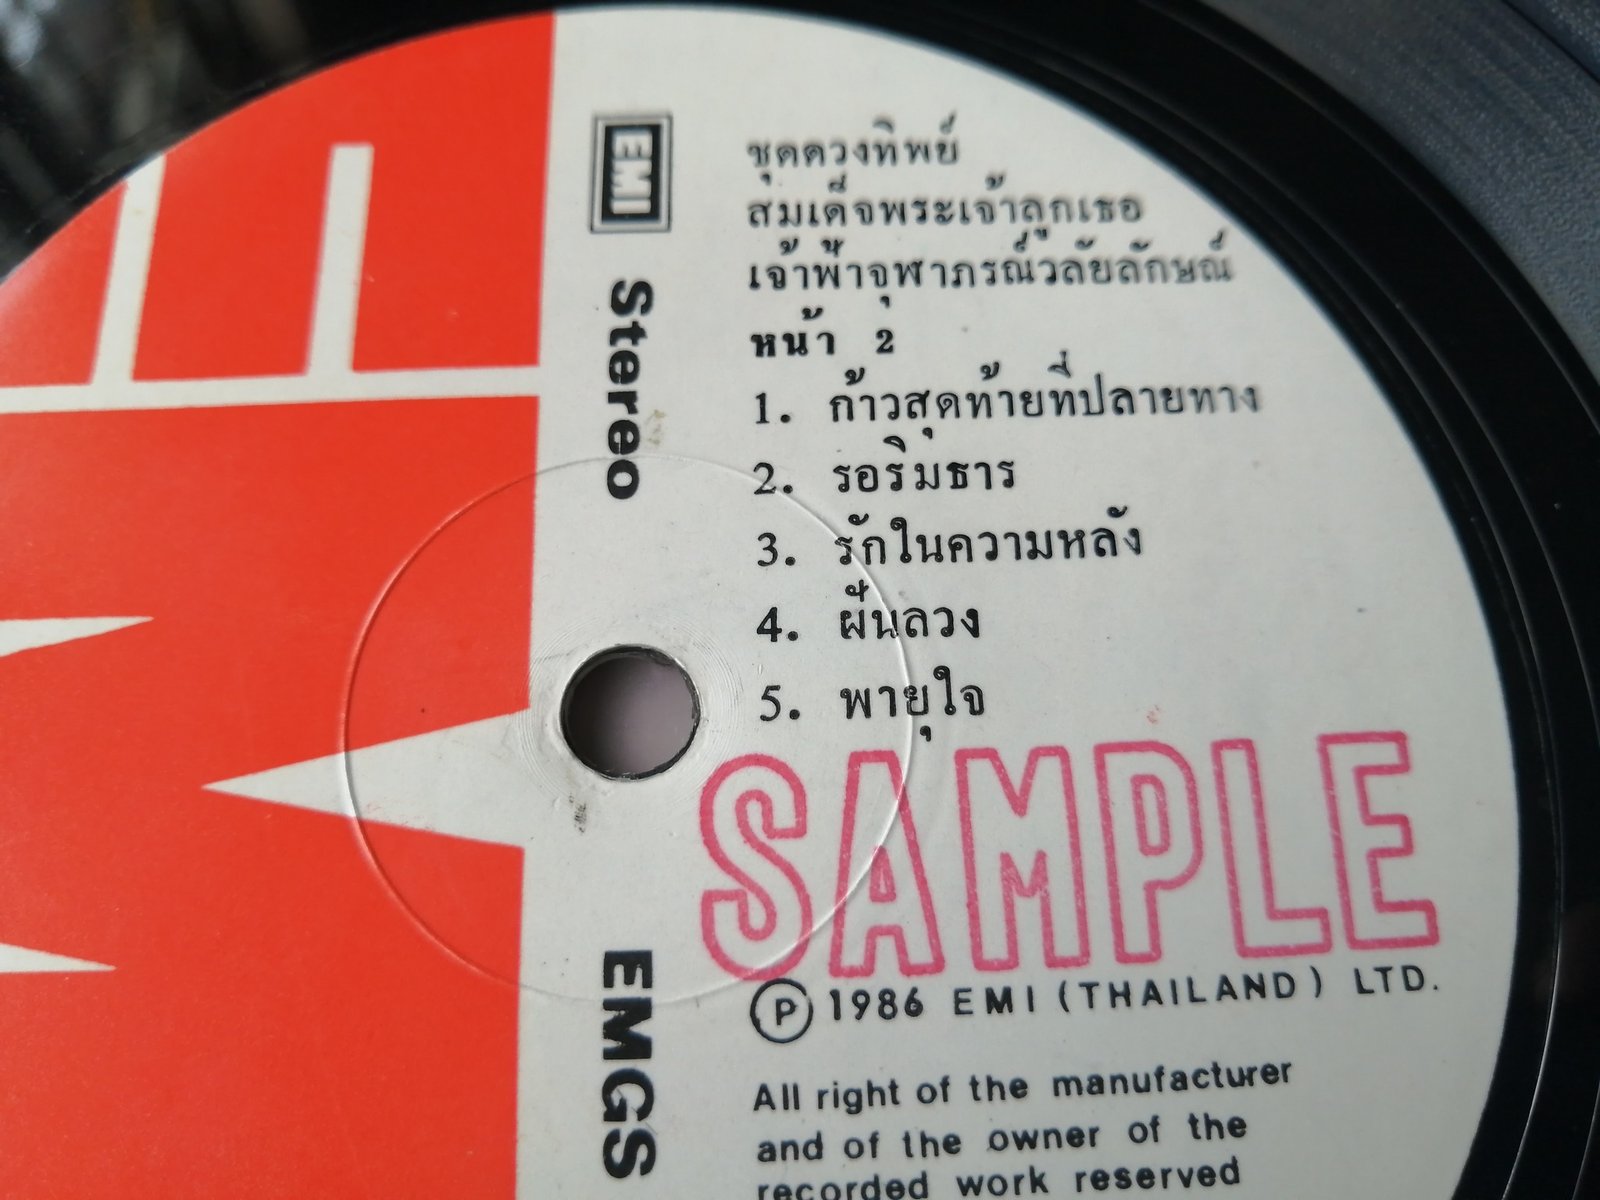 EMI
Stereo
EMGS
ชุดดวงทิพย์
สมเด็จพระเจ้าลูกเธอ
เจ้าฟ้าจุฬาภรณ์วลัยลักษณ์
หน้า 2
1. ก้าวสุดท้ายที่ปลายทาง
2. รอริมธาร
3. รักในความหลัง
4. ฝันลวง
5. พายุใจ
SAMPLE
Ⓟ 1986 EMI (THAILAND) LTD.
All right of the manufacturer
and of the owner of the
recorded work reserved